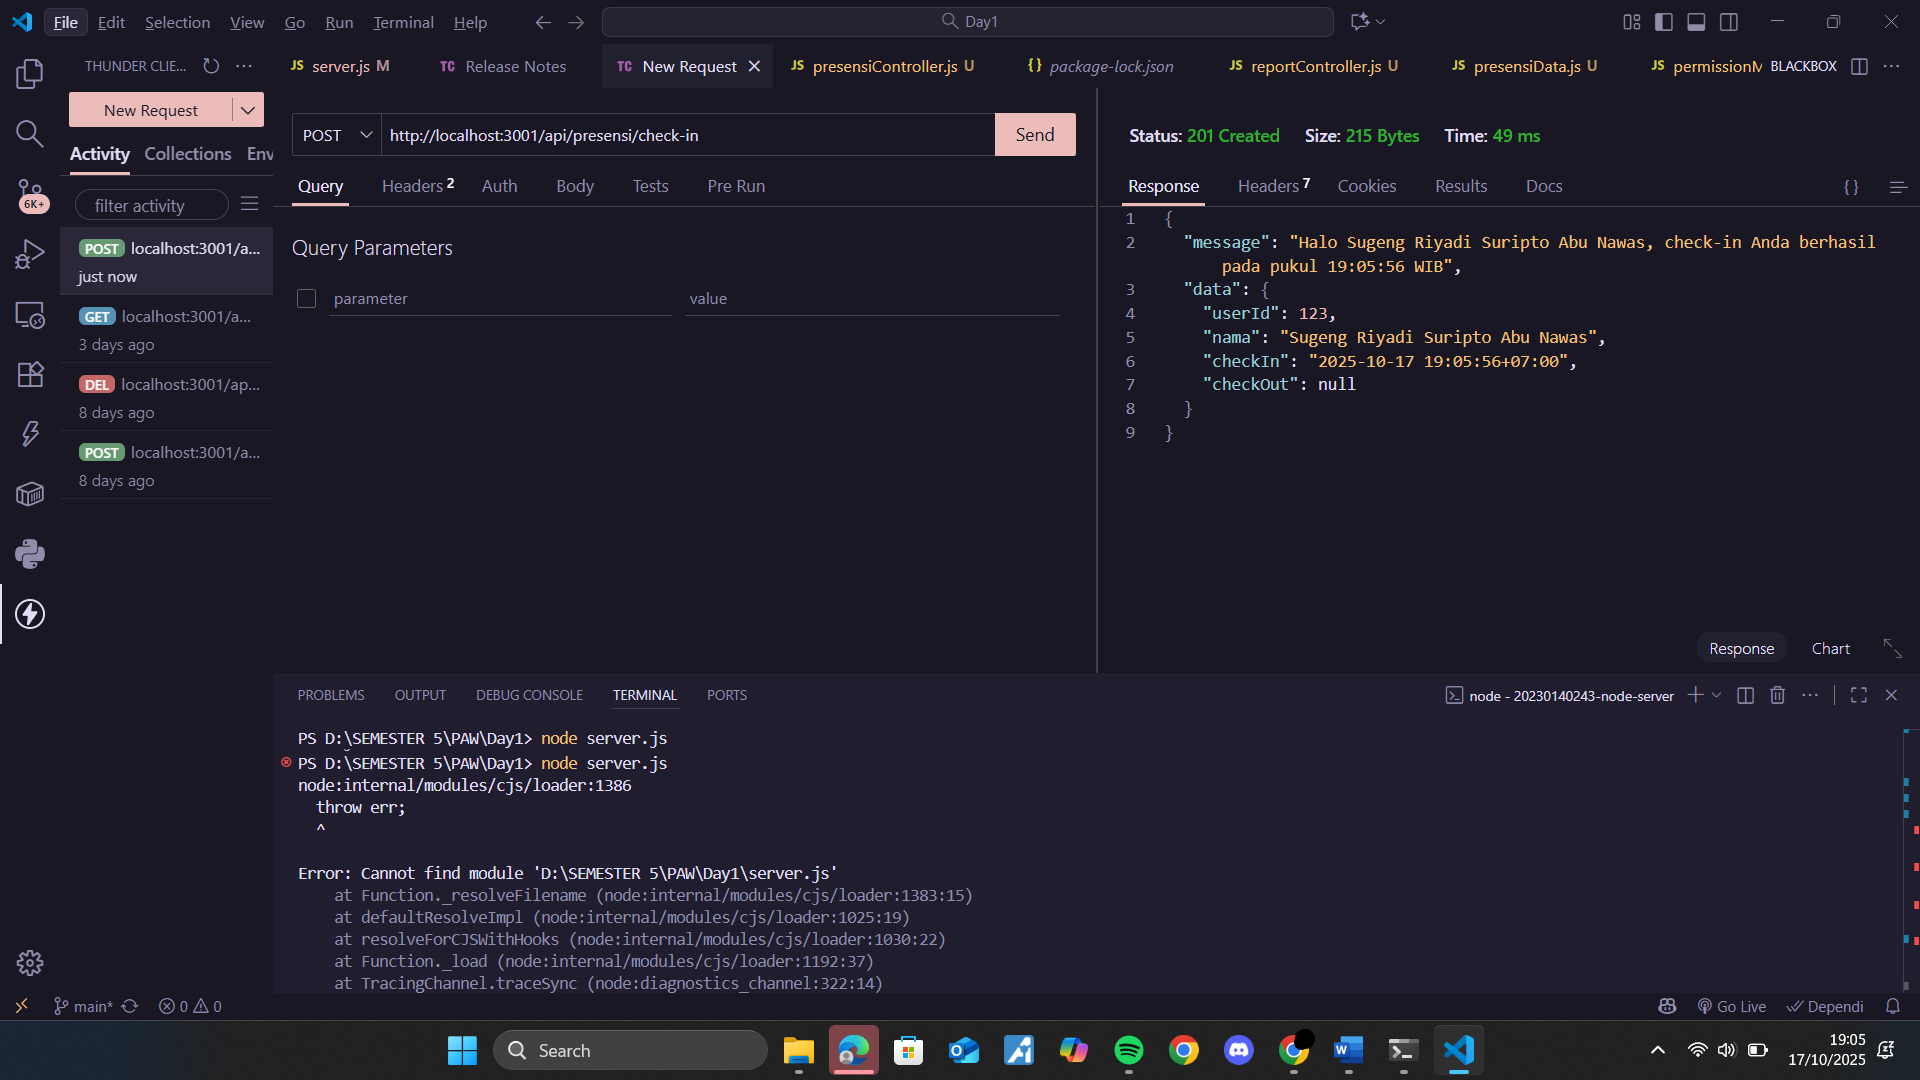 File Edit Selection View Go Run Terminal Help
Day1
THUNDER CLIE...
JS server.js M
TC Release Notes
TC New Request
JS presensiController.js U
{} package-lock.json
JS reportController.js U
JS presensiData.js U
JS permissionM
BLACKBOX
New Request
Activity Collections Env
filter activity
6K+
POST localhost:3001/a...
just now
GET localhost:3001/a...
3 days ago
DEL localhost:3001/ap...
8 days ago
POST localhost:3001/a...
8 days ago
POST http://localhost:3001/api/presensi/check-in Send
Query Headers 2 Auth Body Tests Pre Run
Query Parameters
parameter value
Status: 201 Created Size: 215 Bytes Time: 49 ms
Response Headers 7 Cookies Results Docs {}
1 {
2 "message": "Halo Sugeng Riyadi Suripto Abu Nawas, check-in Anda berhasil
pada pukul 19:05:56 WIB",
3 "data": {
4 "userId": 123,
5 "nama": "Sugeng Riyadi Suripto Abu Nawas",
6 "checkIn": "2025-10-17 19:05:56+07:00",
7 "checkOut": null
8 }
9 }
Response Chart
PROBLEMS OUTPUT DEBUG CONSOLE TERMINAL PORTS
node - 20230140243-node-server
PS D:\SEMESTER 5\PAW\Day1> node server.js
PS D:\SEMESTER 5\PAW\Day1> node server.js
node:internal/modules/cjs/loader:1386
throw err;
^
Error: Cannot find module 'D:\SEMESTER 5\PAW\Day1\server.js'
at Function._resolveFilename (node:internal/modules/cjs/loader:1383:15)
at defaultResolveImpl (node:internal/modules/cjs/loader:1025:19)
at resolveForCJSWithHooks (node:internal/modules/cjs/loader:1030:22)
at Function._load (node:internal/modules/cjs/loader:1192:37)
at TracingChannel.traceSync (node:diagnostics_channel:322:14)
main* 0 0
Go Live Dependi
Search
19:05
17/10/2025